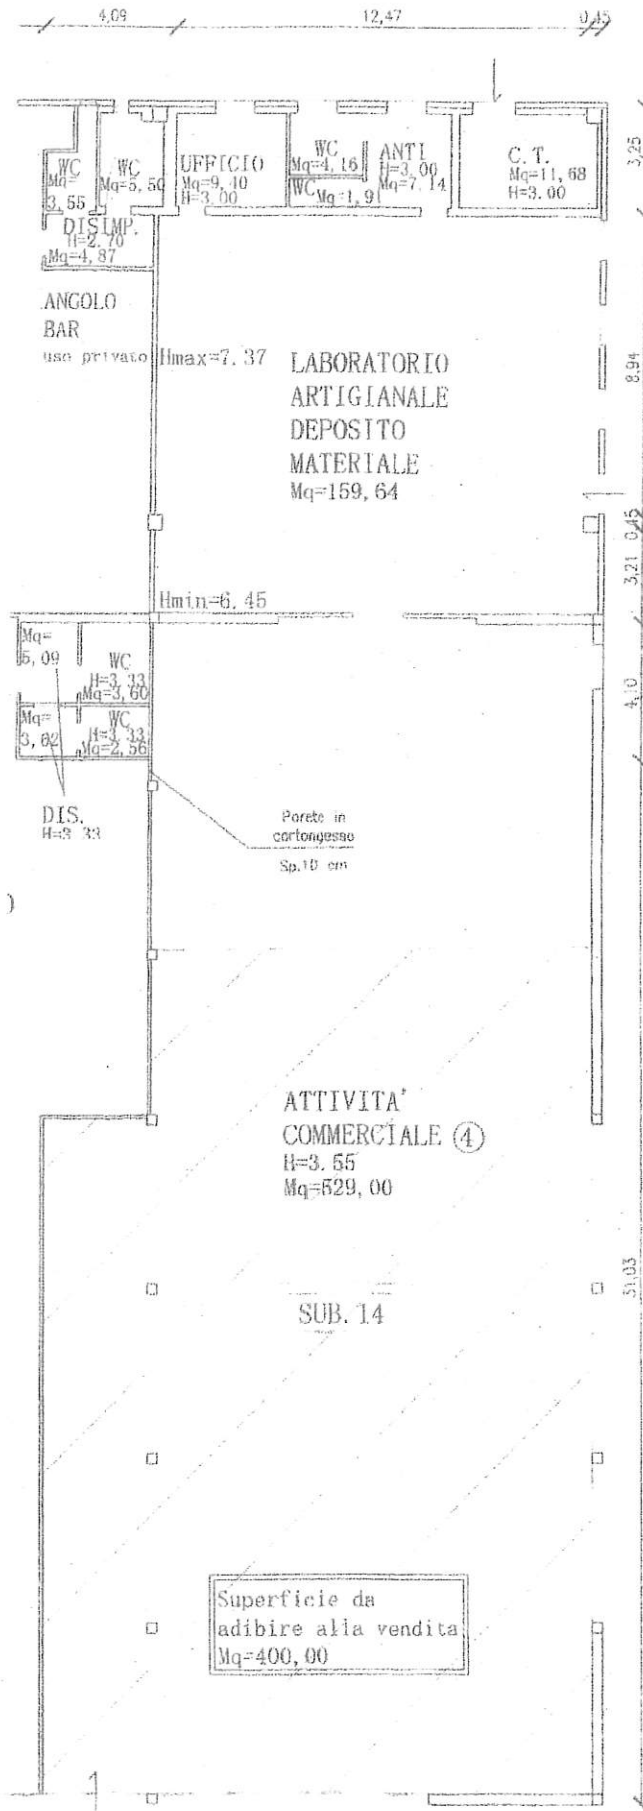 4,09
12,47
0,45
WC
Mq=
3,55
WC
Mq=5,50
UFFICIO
Mq=9,40
H=3,00
WC
Mq=4,16
WC
Mq=1,91
ANTI
H=3,00
Mq=7,14
C.T.
Mq=11,68
H=3.00
3,25
DISIMP.
H=2.70
Mq=4,87
ANGOLO
BAR
uso privato
Hmax=7.37
LABORATORIO
ARTIGIANALE
DEPOSITO
MATERIALE
Mq=159,64
8,94
0,45
3,21
Hmin=6.45
Mq=
5,09
WC
H=3,33
Mq=3,60
Mq=
3,82
WC
H=3,33
Mq=2,56
4,10
DIS.
H=3 33
Parete in
cartongesso
Sp.10 cm
)
ATTIVITA'
COMMERCIALE ④
H=3.55
Mq=529,00
SUB. 14
31,03
Superficie da
adibire alla vendita
Mq=400,00
1